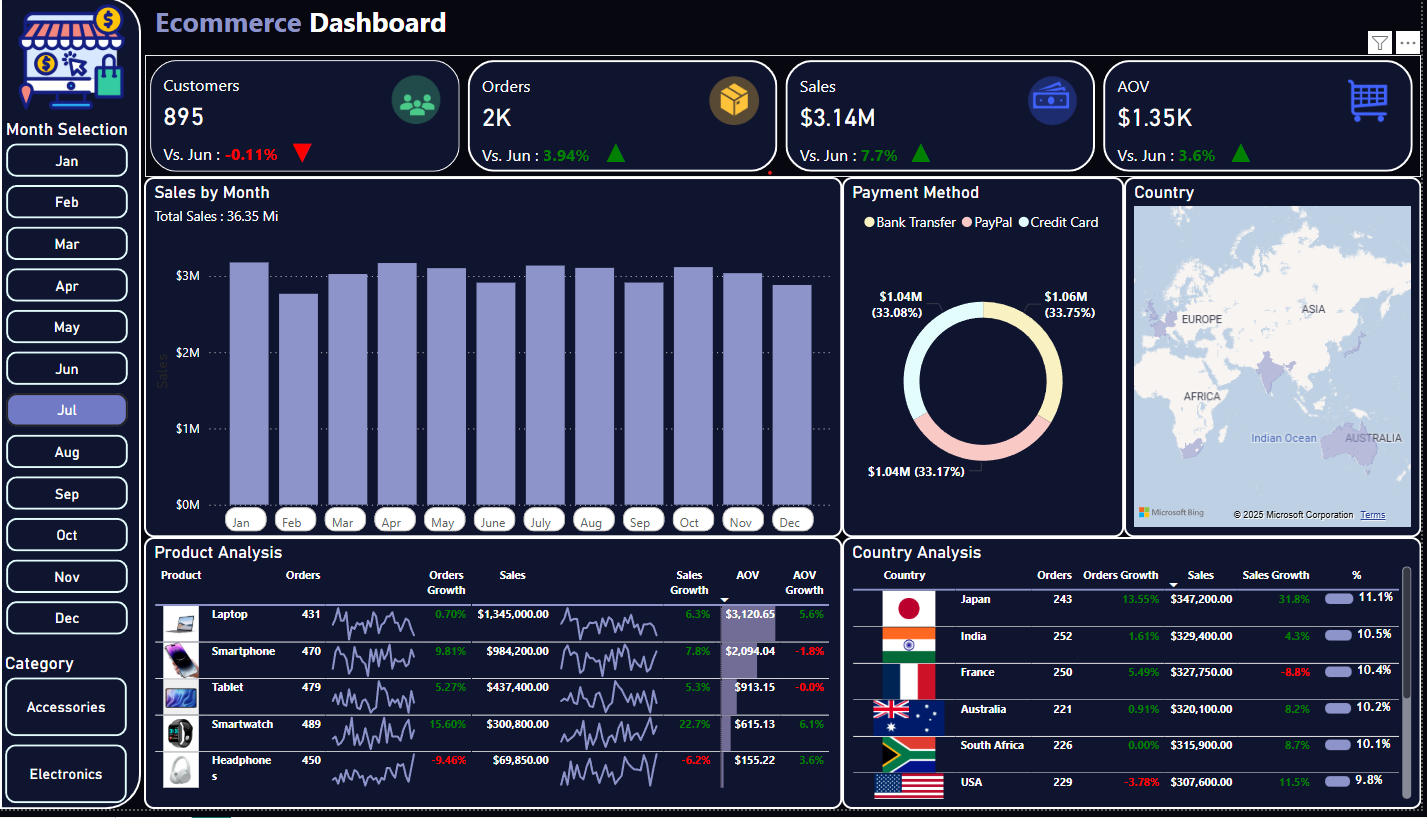 Ecommerce Dashboard
Month Selection
Jan
Feb
Mar
Apr
May
Jun
Jul
Aug
Sep
Oct
Nov
Dec
Category
Accessories
Electronics
Customers
895
Vs. Jun : -0.11%
Orders
2K
Vs. Jun : 3.94%
Sales
$3.14M
Vs. Jun : 7.7%
AOV
$1.35K
Vs. Jun : 3.6%
Sales by Month
Total Sales : 36.35 Mi
Sales
$3M
$2M
$1M
$0M
Jan Feb Mar Apr May June July Aug Sep Oct Nov Dec
Payment Method
Bank Transfer PayPal Credit Card
$1.04M
(33.08%)
$1.06M
(33.75%)
$1.04M (33.17%)
Country
EUROPE
ASIA
AFRICA
Indian Ocean
AUSTRALIA
Microsoft Bing
© 2025 Microsoft Corporation Terms
Product Analysis
Product Orders Orders Growth Sales Sales Growth AOV AOV Growth
Laptop 431 0.70% $1,345,000.00 6.3% $3,120.65 5.6%
Smartphone 470 9.81% $984,200.00 7.8% $2,094.04 -1.8%
Tablet 479 5.27% $437,400.00 5.3% $913.15 -0.0%
Smartwatch 489 15.60% $300,800.00 22.7% $615.13 6.1%
Headphones 450 -9.46% $69,850.00 -6.2% $155.22 3.6%
Country Analysis
Country Orders Orders Growth Sales Sales Growth %
Japan 243 13.55% $347,200.00 31.8% 11.1%
India 252 1.61% $329,400.00 4.3% 10.5%
France 250 5.49% $327,750.00 -8.8% 10.4%
Australia 221 0.91% $320,100.00 8.2% 10.2%
South Africa 226 0.00% $315,900.00 8.7% 10.1%
USA 229 -3.78% $307,600.00 11.5% 9.8%